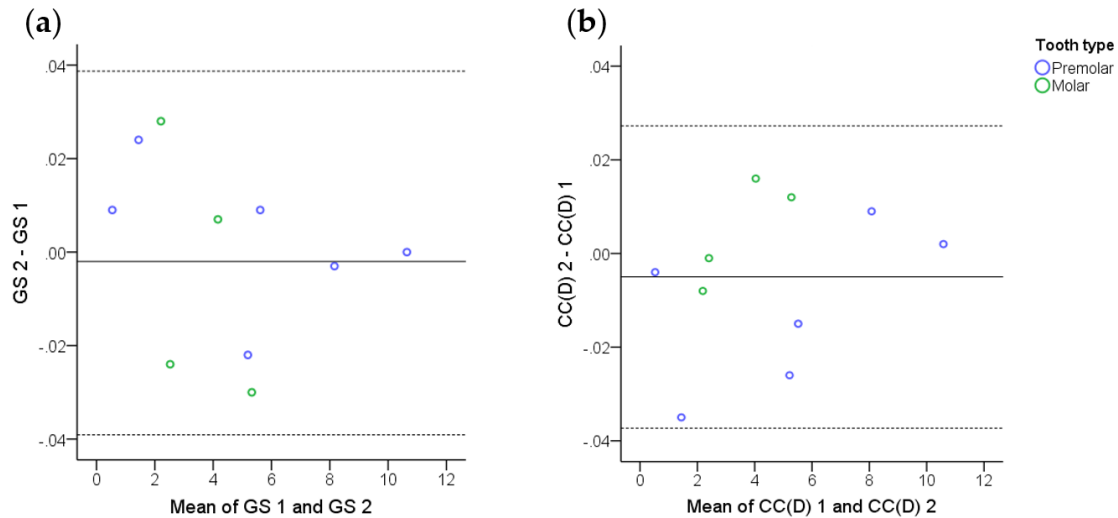 (a)
.04
.02
.00
-.02
-.04
GS 2 - GS 1
0 2 4 6 8 10 12
Mean of GS 1 and GS 2
(b)
.04
.02
.00
-.02
-.04
CC(D) 2 - CC(D) 1
0 2 4 6 8 10 12
Mean of CC(D) 1 and CC(D) 2
Tooth type
Premolar
Molar